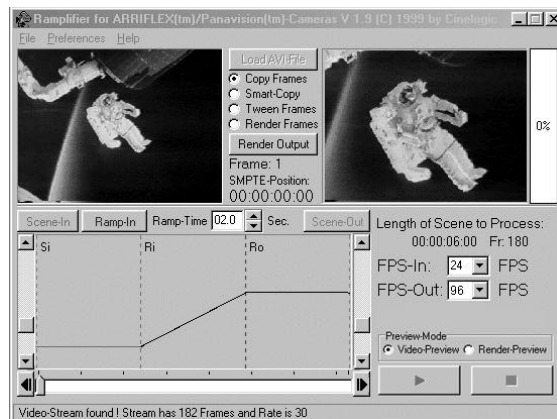 Ramplifier for ARRIFLEX(tm)/Panavision(tm)-Cameras V 1.9 (C) 1999 by Cinelogic
File Preferences Help
Load AVI-File
Copy Frames
Smart-Copy
Tween Frames
Render Frames
Render Output
Frame: 1
SMPTE-Position:
00:00:00:00
0%
Scene-In Ramp-In Ramp-Time 02.0 Sec. Scene-Out
Si Ri Ro
Length of Scene to Process:
00:00:06:00 Fr: 180
FPS-In: 24 FPS
FPS-Out: 96 FPS
Preview-Mode
Video-Preview Render-Preview
Video-Stream found ! Stream has 182 Frames and Rate is 30